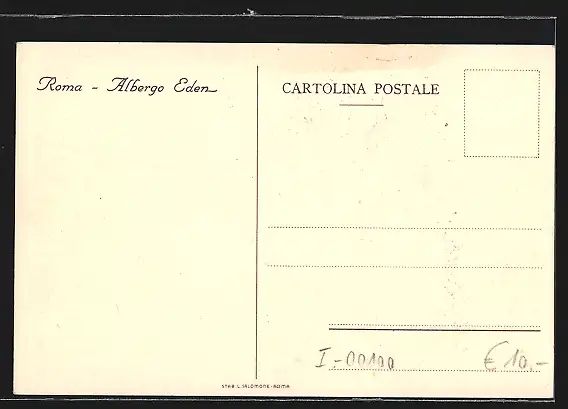 Roma - Albergo Eden
CARTOLINA POSTALE
I-00100
€ 10.-
STAB. L. SALOMONE-ROMA